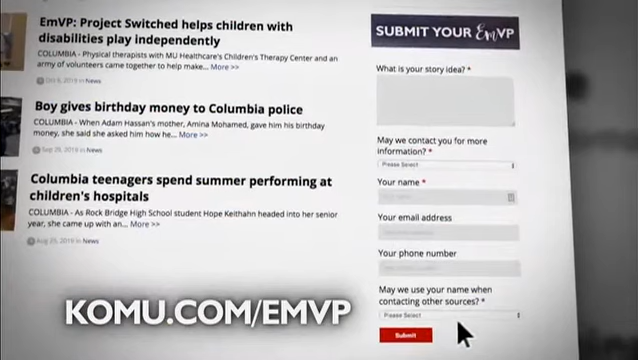 EmVP: Project Switched helps children with
disabilities play independently
COLUMBIA - Physical therapists with MU Healthcare's Children's Therapy Center and an
army of volunteers came together to help make... More >>
in News
Boy gives birthday money to Columbia police
COLUMBIA - When Adam Hassan's mother, Amina Mohamed, gave him his birthday
money, she said she asked him how he... More >>
in News
Columbia teenagers spend summer performing at
children's hospitals
COLUMBIA - As Rock Bridge High School student Hope Keithahn headed into her senior
year, she came up with an... More >>
in News
SUBMIT YOUR EmVP
What is your story idea? *
May we contact you for more
information? *
Please Select
Your name *
Your email address
Your phone number
May we use your name when
contacting other sources? *
Please Select
Submit
KOMU.COM/EMVP